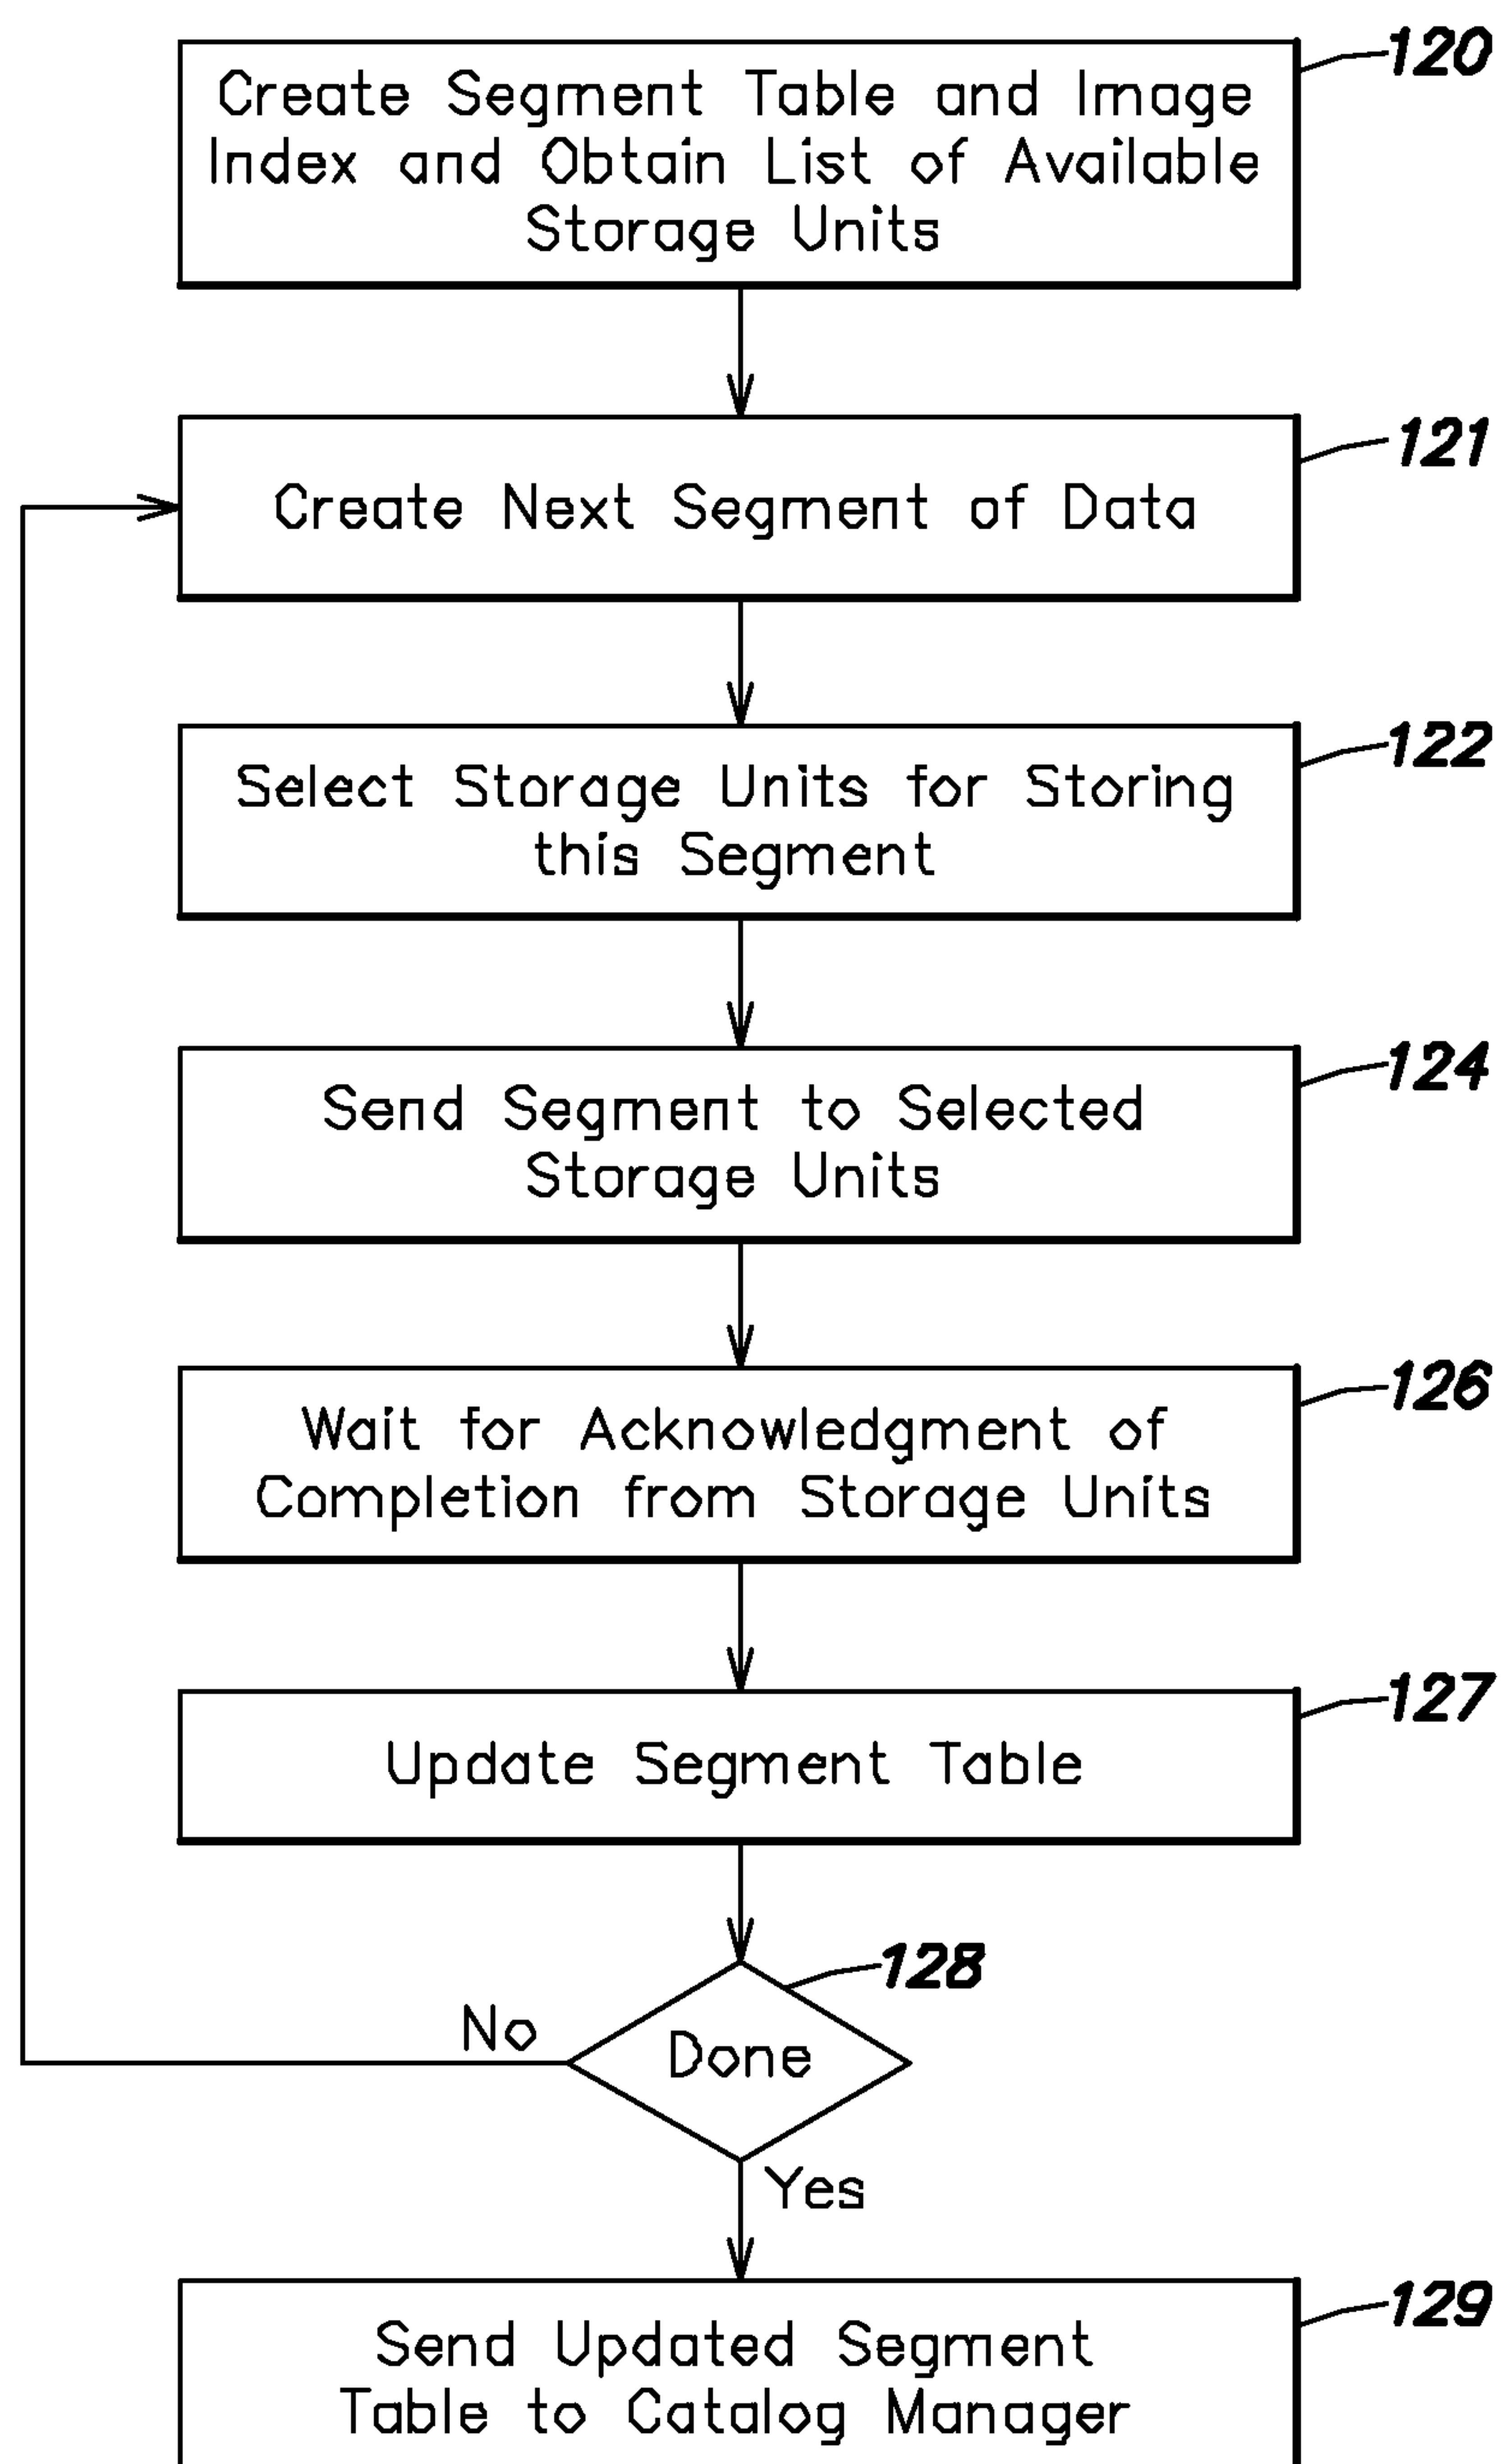 120
Create Segment Table and Image
Index and Obtain List of Available
Storage Units
121
Create Next Segment of Data
122
Select Storage Units for Storing
this Segment
124
Send Segment to Selected
Storage Units
126
Wait for Acknowledgment of
Completion from Storage Units
127
Update Segment Table
128
No
Done
Yes
129
Send Updated Segment
Table to Catalog Manager